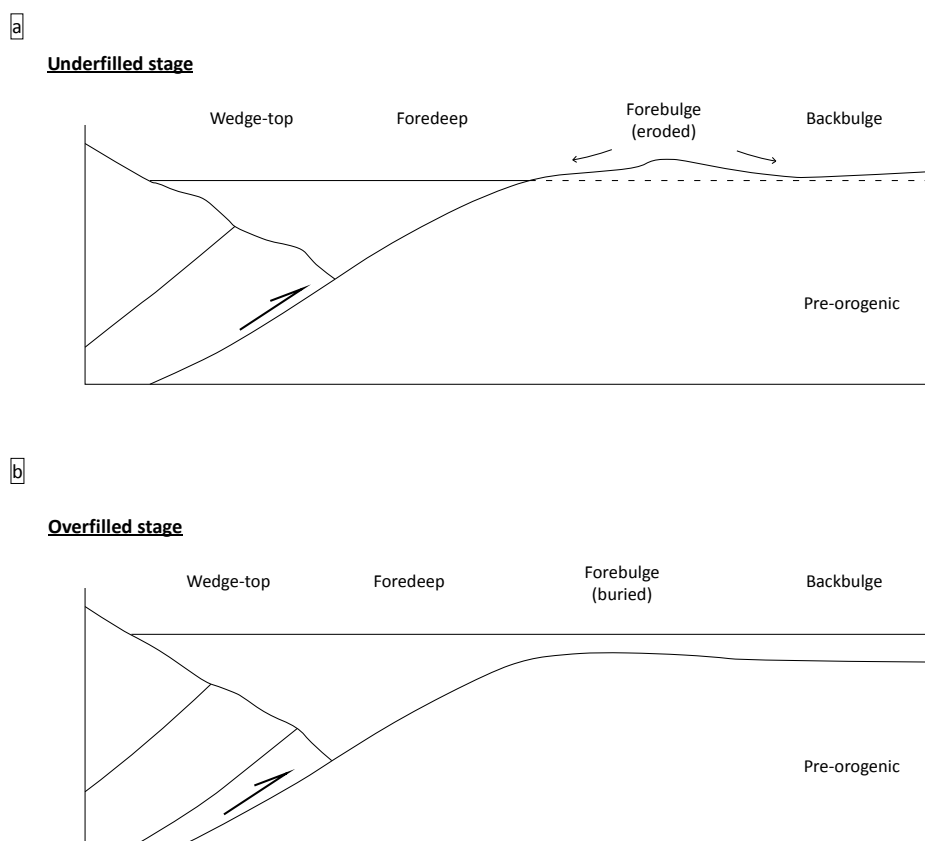 a
Underfilled stage
Wedge-top
Foredeep
Forebulge
(eroded)
Backbulge
Pre-orogenic
b
Overfilled stage
Wedge-top
Foredeep
Forebulge
(buried)
Backbulge
Pre-orogenic